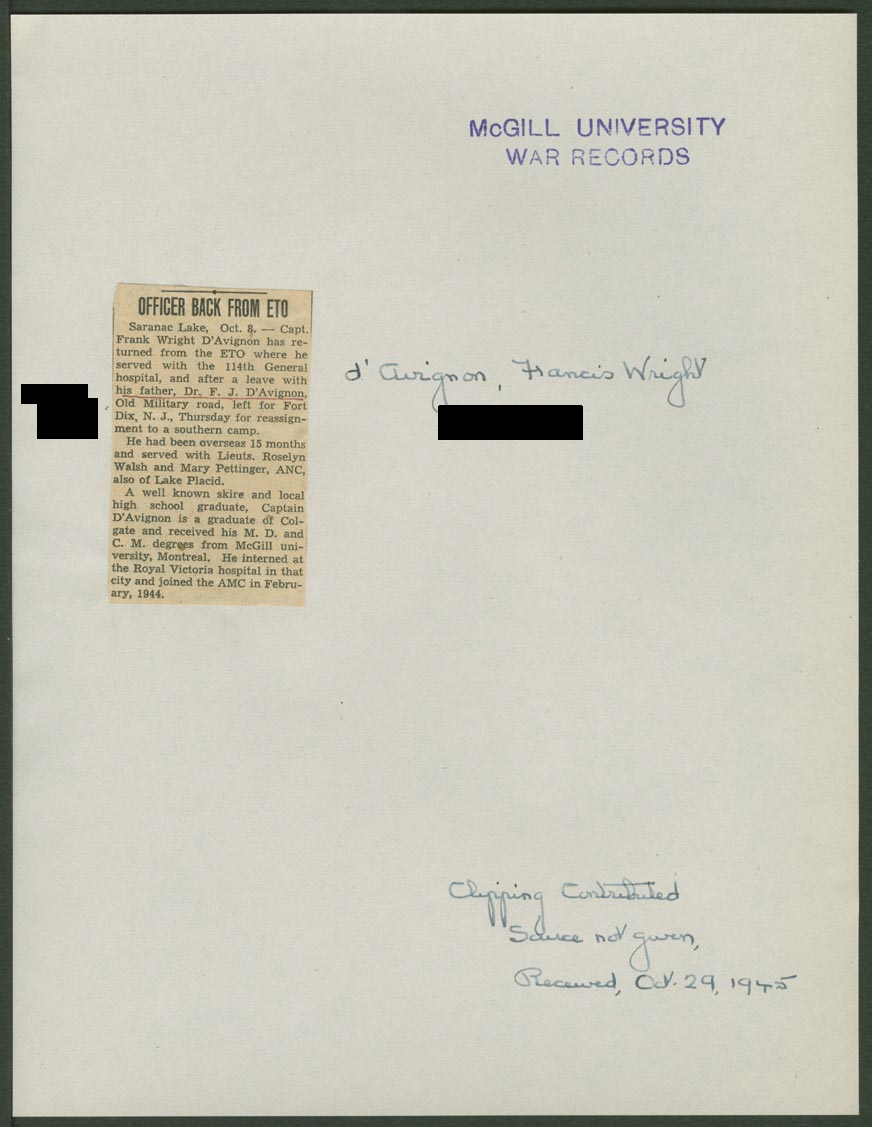 McGILL UNIVERSITY
WAR RECORDS
OFFICER BACK FROM ETO
Saranac Lake, Oct. 8. — Capt.
Frank Wright D'Avignon has re-
turned from the ETO where he
served with the 114th General
hospital, and after a leave with
his father, Dr. F. J. D'Avignon,
Old Military road, left for Fort
Dix, N. J., Thursday for reassign-
ment to a southern camp.
He had been overseas 15 months
and served with Lieuts. Roselyn
Walsh and Mary Pettinger, ANC,
also of Lake Placid.
A well known skire and local
high school graduate, Captain
D'Avignon is a graduate of Col-
gate and received his M. D. and
C. M. degrees from McGill uni-
versity, Montreal. He interned at
the Royal Victoria hospital in that
city and joined the AMC in Febru-
ary, 1944.
d'Avignon, Francis Wright
Clipping Contributed
Source not given,
Received, Oct. 29, 1945